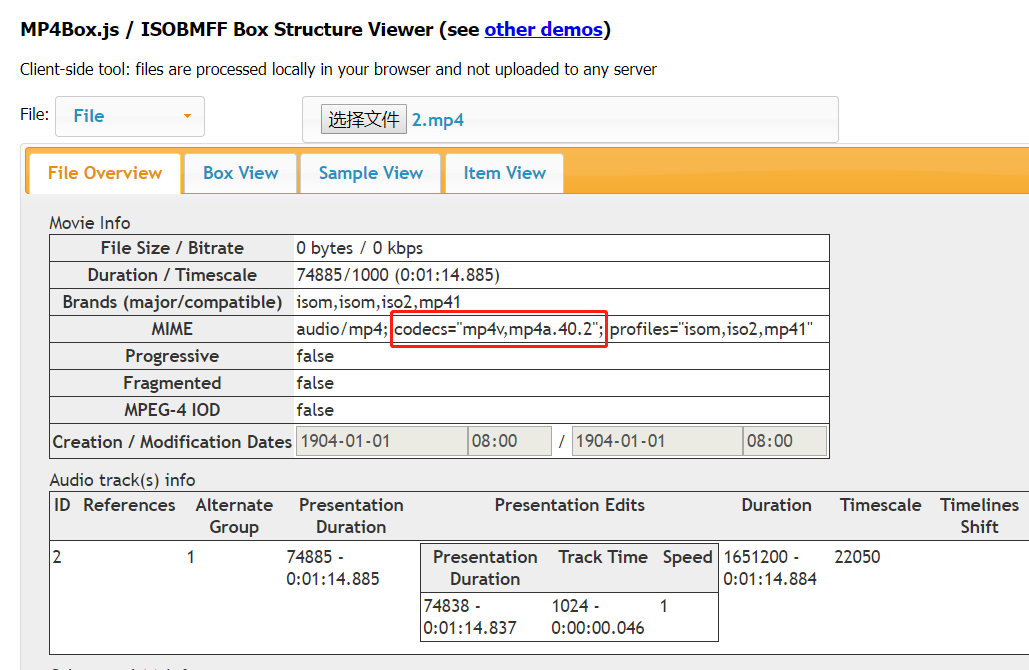 MP4Box.js / ISOBMFF Box Structure Viewer (see other demos)
Client-side tool: files are processed locally in your browser and not uploaded to any server
File: File 选择文件 2.mp4
File Overview Box View Sample View Item View
Movie Info
File Size / Bitrate 0 bytes / 0 kbps
Duration / Timescale 74885/1000 (0:01:14.885)
Brands (major/compatible) isom,isom,iso2,mp41
MIME audio/mp4; codecs="mp4v,mp4a.40.2"; profiles="isom,iso2,mp41"
Progressive false
Fragmented false
MPEG-4 IOD false
Creation / Modification Dates 1904-01-01 08:00 / 1904-01-01 08:00
Audio track(s) info
ID References Alternate Group Presentation Duration Presentation Edits Duration Timescale Timelines Shift
2 1 74885 - 0:01:14.885 1651200 - 0:01:14.884 22050
Presentation Duration Track Time Speed
74838 - 0:01:14.837 1024 - 0:00:00.046 1